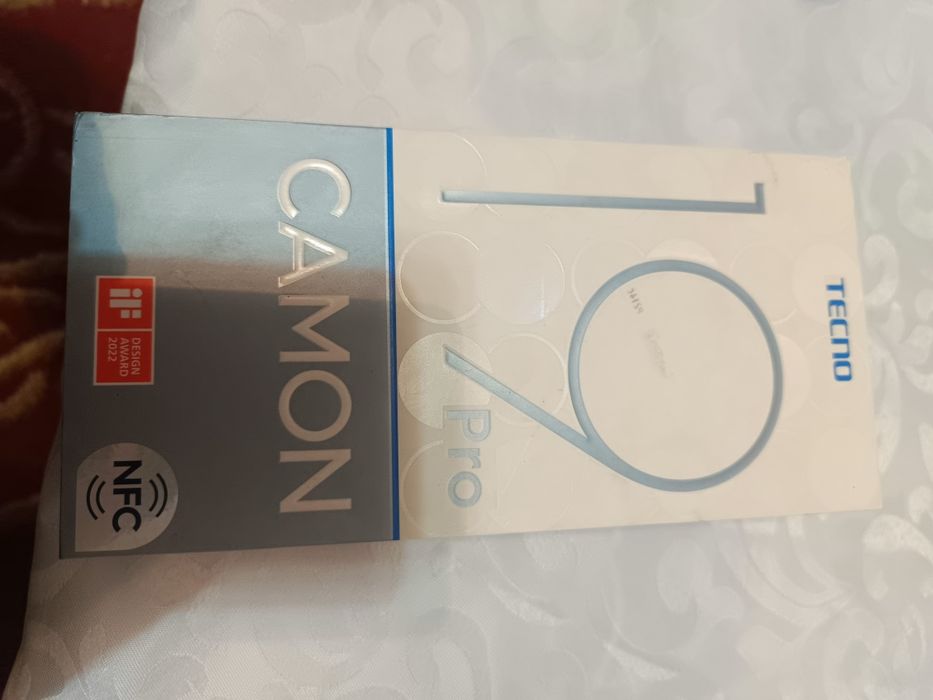 TECNO
19
Pro
CAMON
iF
DESIGN
AWARD
2022
NFC